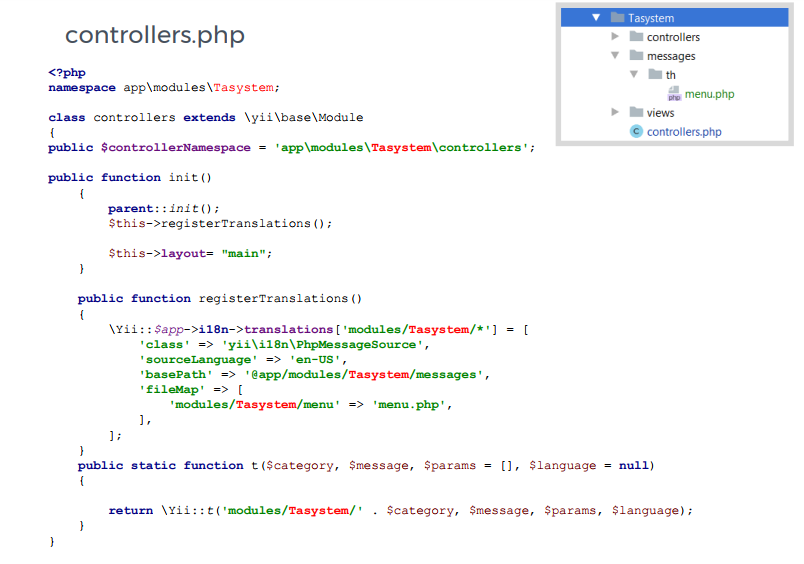 controllers.php
Tasystem
controllers
messages
th
php menu.php
views
C controllers.php
<?php
namespace app\modules\Tasystem;
class controllers extends \yii\base\Module
{
public $controllerNamespace = 'app\modules\Tasystem\controllers';
public function init()
{
parent::init();
$this->registerTranslations();
$this->layout= "main";
}
public function registerTranslations()
{
\Yii::$app->i18n->translations['modules/Tasystem/*'] = [
'class' => 'yii\i18n\PhpMessageSource',
'sourceLanguage' => 'en-US',
'basePath' => '@app/modules/Tasystem/messages',
'fileMap' => [
'modules/Tasystem/menu' => 'menu.php',
],
];
}
public static function t($category, $message, $params = [], $language = null)
{
return \Yii::t('modules/Tasystem/' . $category, $message, $params, $language);
}
}